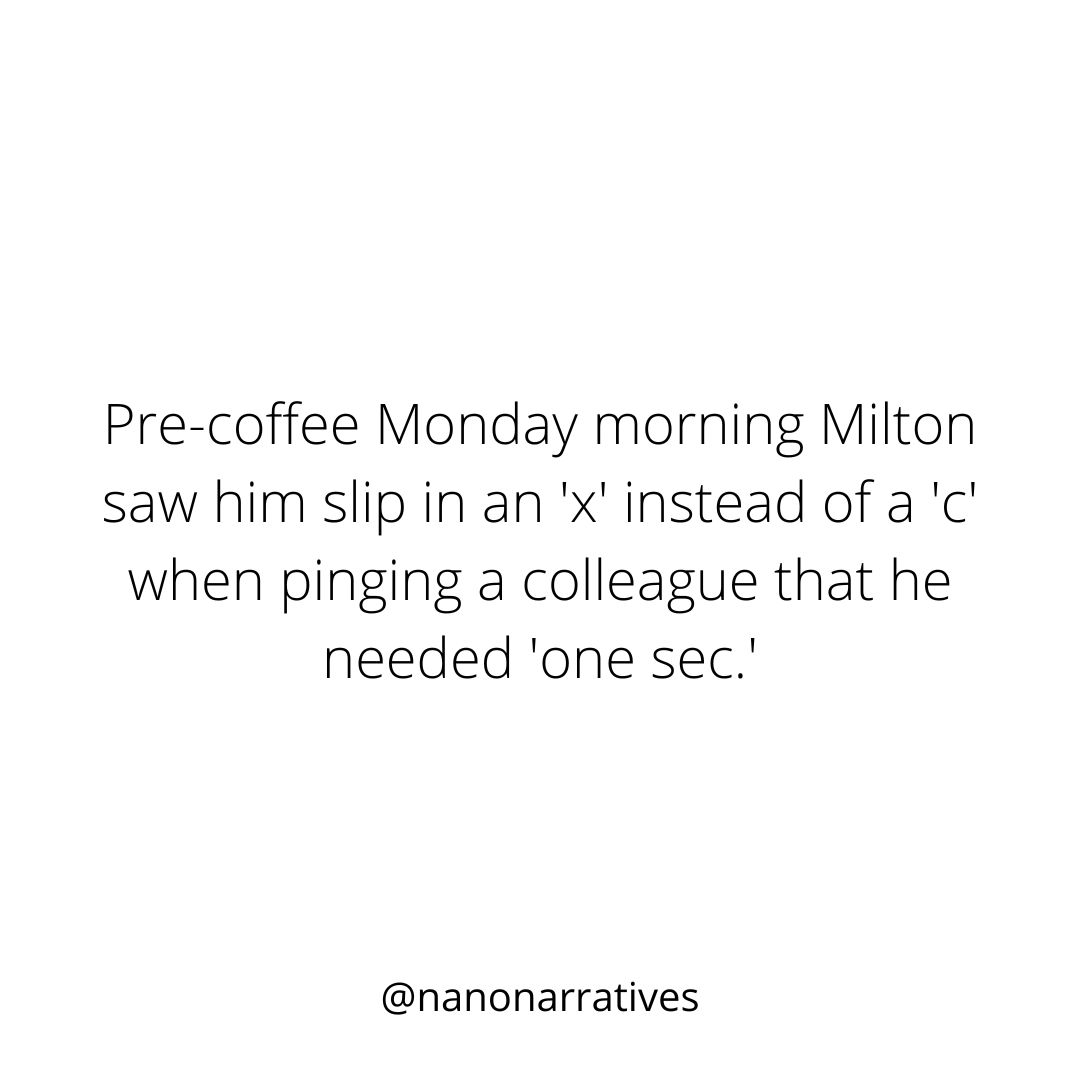 Pre-coffee Monday morning Milton
saw him slip in an 'x' instead of a 'c'
when pinging a colleague that he
needed 'one sec.'
@nanonarratives